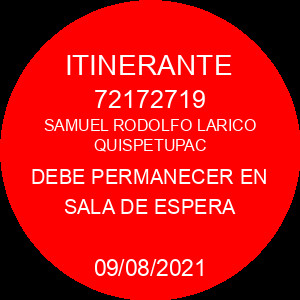 ITINERANTE
72172719
SAMUEL RODOLFO LARICO
QUISPETUPAC
DEBE PERMANECER EN
SALA DE ESPERA
09/08/2021